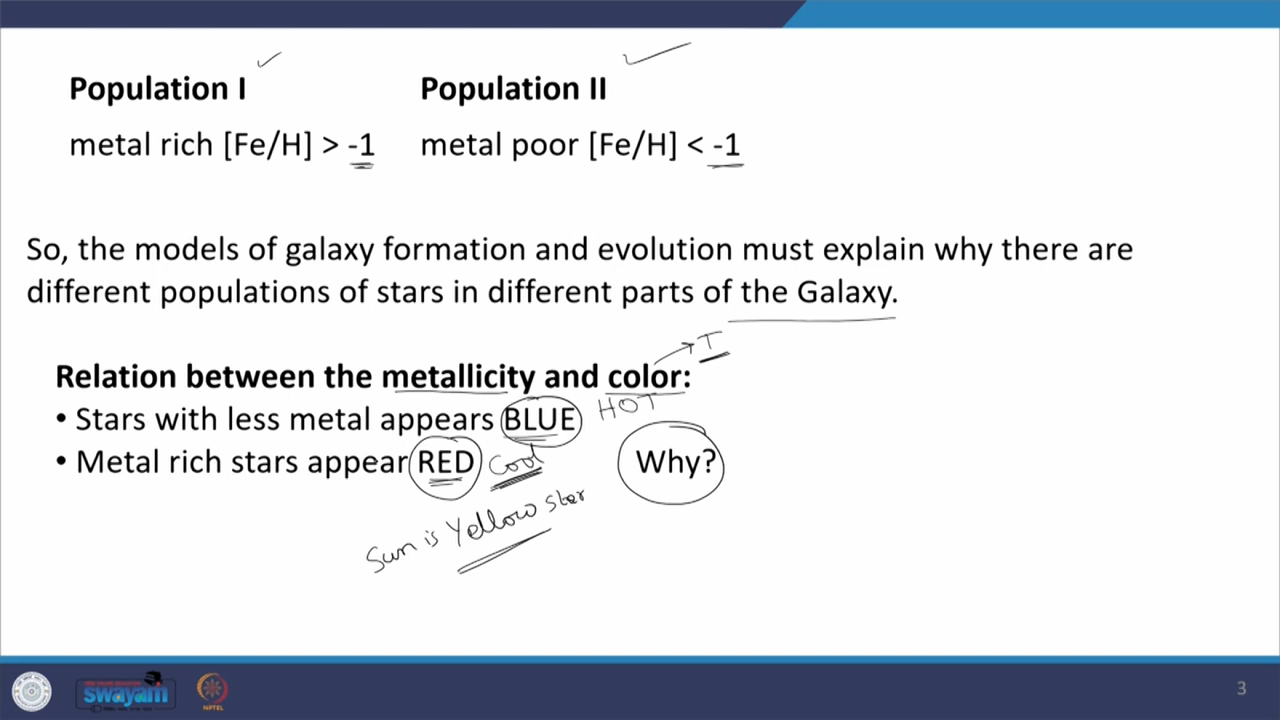 Population I Population II
metal rich [Fe/H] > -1 metal poor [Fe/H] < -1
So, the models of galaxy formation and evolution must explain why there are
different populations of stars in different parts of the Galaxy.
T
Relation between the metallicity and color:
• Stars with less metal appears BLUE HOT
• Metal rich stars appear RED Cool Why?
Sun is Yellow Star
swayam
NPTEL
3